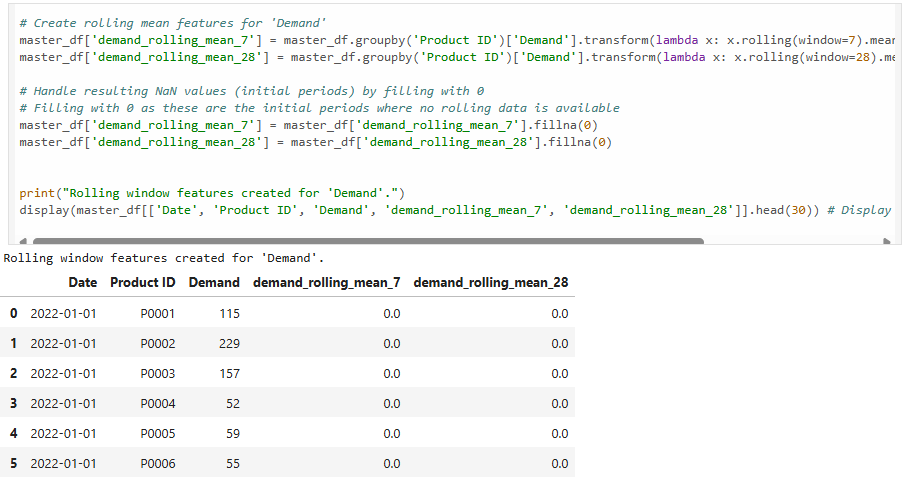 # Create rolling mean features for 'Demand'
master_df['demand_rolling_mean_7'] = master_df.groupby('Product ID')['Demand'].transform(lambda x: x.rolling(window=7).mean
master_df['demand_rolling_mean_28'] = master_df.groupby('Product ID')['Demand'].transform(lambda x: x.rolling(window=28).me
# Handle resulting NaN values (initial periods) by filling with 0
# Filling with 0 as these are the initial periods where no rolling data is available
master_df['demand_rolling_mean_7'] = master_df['demand_rolling_mean_7'].fillna(0)
master_df['demand_rolling_mean_28'] = master_df['demand_rolling_mean_28'].fillna(0)
print("Rolling window features created for 'Demand'.")
display(master_df[['Date', 'Product ID', 'Demand', 'demand_rolling_mean_7', 'demand_rolling_mean_28']].head(30)) # Display
Rolling window features created for 'Demand'.
Date Product ID Demand demand_rolling_mean_7 demand_rolling_mean_28
0 2022-01-01 P0001 115 0.0 0.0
1 2022-01-01 P0002 229 0.0 0.0
2 2022-01-01 P0003 157 0.0 0.0
3 2022-01-01 P0004 52 0.0 0.0
4 2022-01-01 P0005 59 0.0 0.0
5 2022-01-01 P0006 55 0.0 0.0